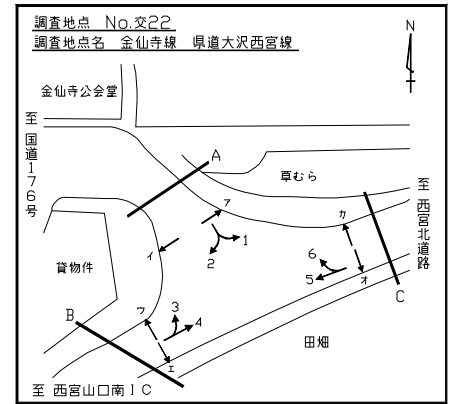 調査地点 No.交22
調査地点名 金仙寺線 県道大沢西宮線
N
金仙寺公会堂
至 国道176号
A
草むら
至 西宮北道路
ア
カ
イ
1
2
6
5
オ
C
貸物件
ウ
3
4
B
エ
田畑
至 西宮山口南IC